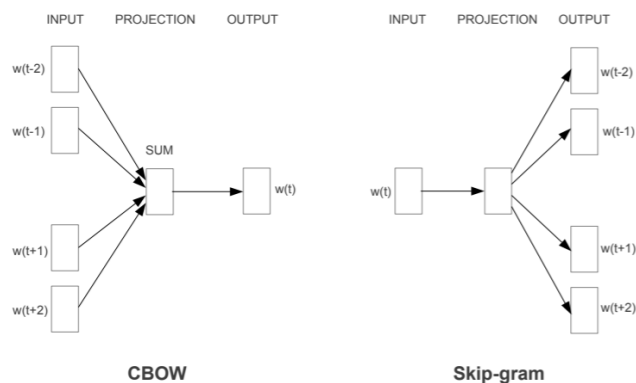 INPUT PROJECTION OUTPUT
w(t-2)
w(t-1)
SUM
w(t)
w(t+1)
w(t+2)
CBOW
INPUT PROJECTION OUTPUT
w(t-2)
w(t-1)
w(t)
w(t+1)
w(t+2)
Skip-gram